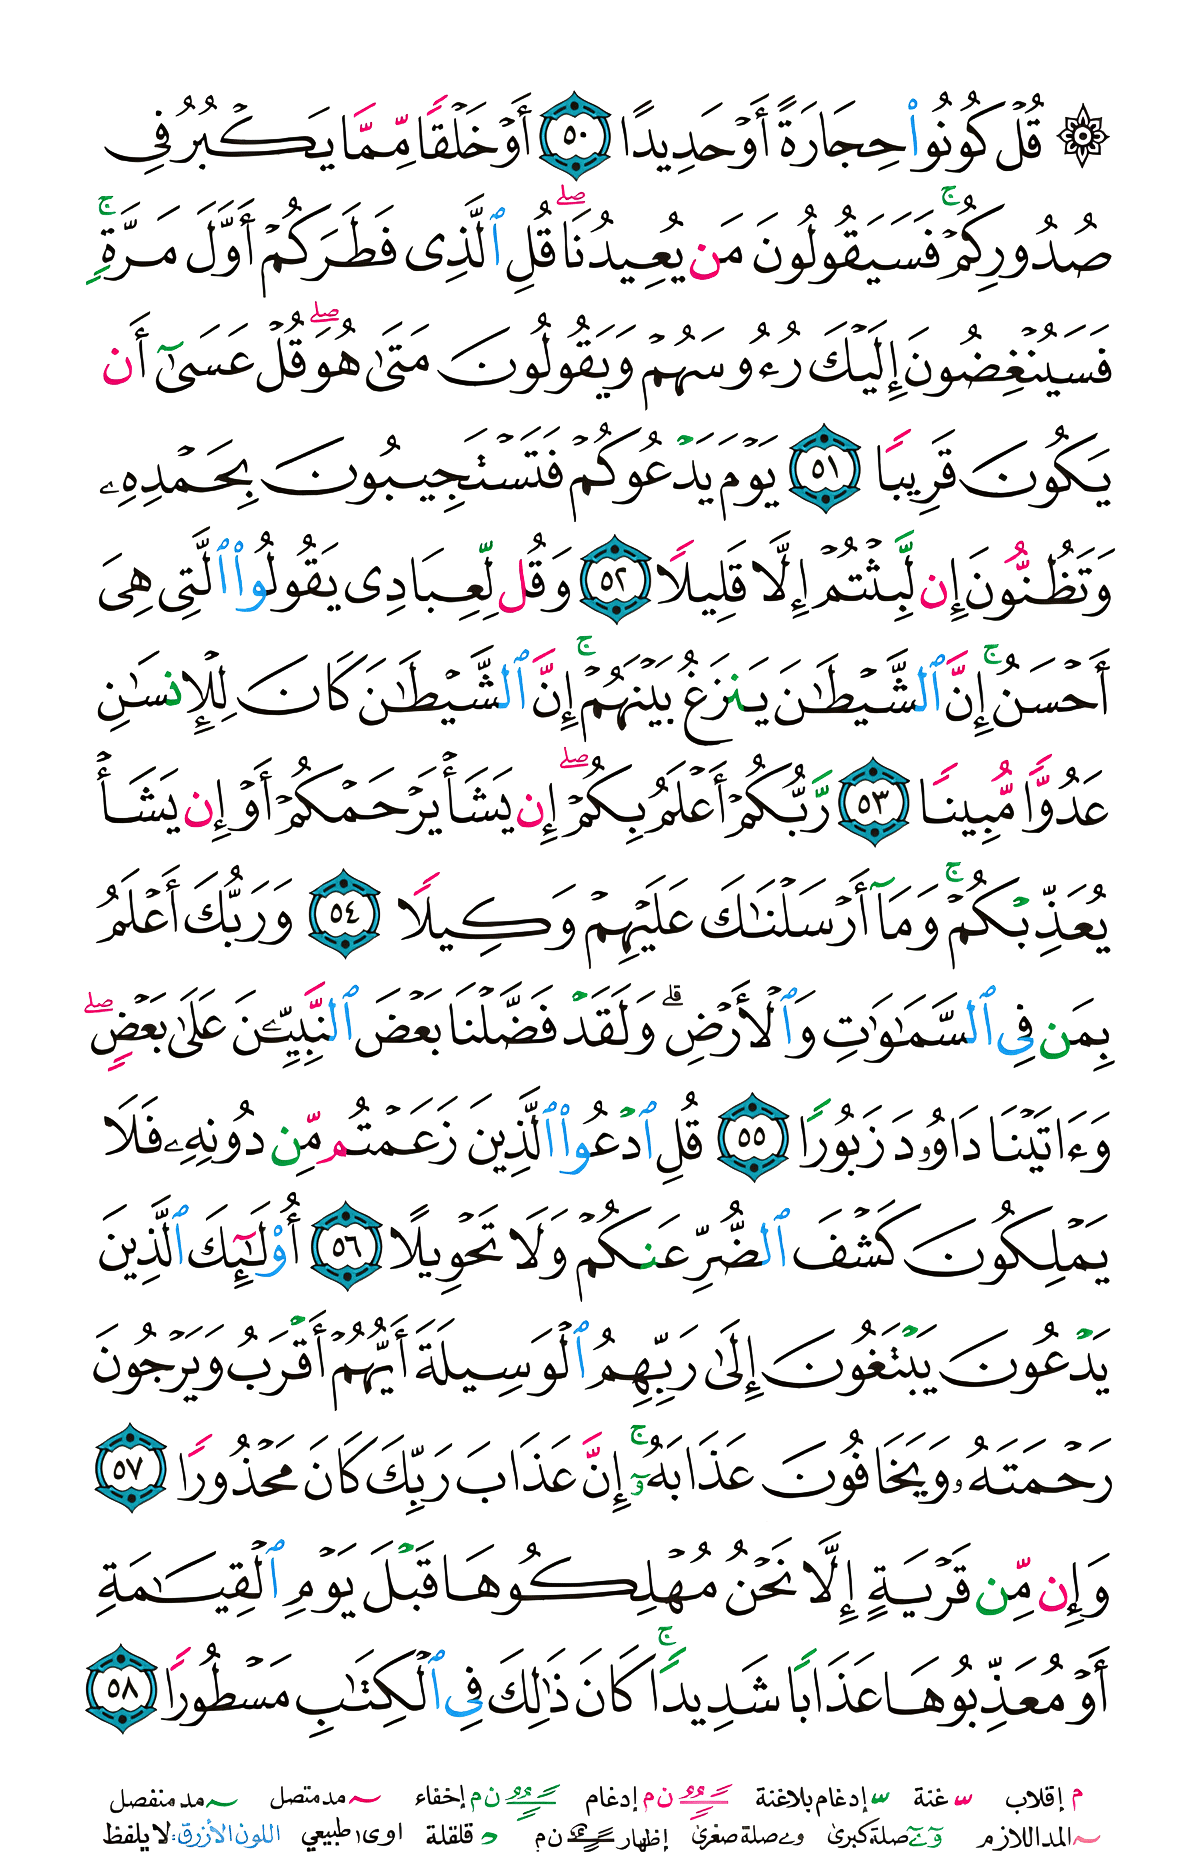 ۞ قُلۡ كُونُواْ حِجَارَةً أَوۡ حَدِيدًا ٥٠ أَوۡ خَلۡقًا مِّمَّا يَكۡبُرُ فِي
صُدُورِكُمۡۚ فَسَيَقُولُونَ مَن يُعِيدُنَاۖ قُلِ ٱلَّذِي فَطَرَكُمۡ أَوَّلَ مَرَّةٖۚ
فَسَيُنۡغِضُونَ إِلَيۡكَ رُءُوسَهُمۡ وَيَقُولُونَ مَتَىٰ هُوَۖ قُلۡ عَسَىٰٓ أَن
يَكُونَ قَرِيبٗا ٥١ يَوۡمَ يَدۡعُوكُمۡ فَتَسۡتَجِيبُونَ بِحَمۡدِهِۦ
وَتَظُنُّونَ إِن لَّبِثۡتُمۡ إِلَّا قَلِيلٗا ٥٢ وَقُل لِّعِبَادِي يَقُولُواْ ٱلَّتِي هِيَ
أَحۡسَنُۚ إِنَّ ٱلشَّيۡطَٰنَ يَنزَغُ بَيۡنَهُمۡۚ إِنَّ ٱلشَّيۡطَٰنَ كَانَ لِلۡإِنسَٰنِ
عَدُوّٗا مُّبِينٗا ٥٣ رَّبُّكُمۡ أَعۡلَمُ بِكُمۡۖ إِن يَشَأۡ يَرۡحَمۡكُمۡ أَوۡ إِن يَشَأۡ
يُعَذِّبۡكُمۡۚ وَمَآ أَرۡسَلۡنَٰكَ عَلَيۡهِمۡ وَكِيلٗا ٥٤ وَرَبُّكَ أَعۡلَمُ
بِمَن فِي ٱلسَّمَٰوَٰتِ وَٱلۡأَرۡضِۗ وَلَقَدۡ فَضَّلۡنَا بَعۡضَ ٱلنَّبِيِّـۧنَ عَلَىٰ بَعۡضٖۖ
وَءَاتَيۡنَا دَاوُۥدَ زَبُورٗا ٥٥ قُلِ ٱدۡعُواْ ٱلَّذِينَ زَعَمۡتُم مِّن دُونِهِۦ فَلَا
يَمۡلِكُونَ كَشۡفَ ٱلضُّرِّ عَنكُمۡ وَلَا تَحۡوِيلًا ٥٦ أُوْلَٰٓئِكَ ٱلَّذِينَ
يَدۡعُونَ يَبۡتَغُونَ إِلَىٰ رَبِّهِمُ ٱلۡوَسِيلَةَ أَيُّهُمۡ أَقۡرَبُ وَيَرۡجُونَ
رَحۡمَتَهُۥ وَيَخَافُونَ عَذَابَهُۥٓۚ إِنَّ عَذَابَ رَبِّكَ كَانَ مَحۡذُورٗا ٥٧
وَإِن مِّن قَرۡيَةٍ إِلَّا نَحۡنُ مُهۡلِكُوهَا قَبۡلَ يَوۡمِ ٱلۡقِيَٰمَةِ
أَوۡ مُعَذِّبُوهَا عَذَابٗا شَدِيدٗاۚ كَانَ ذَٰلِكَ فِي ٱلۡكِتَٰبِ مَسۡطُورٗا ٥٨
م إقلاب غنة إدغام بلاغنة ن م إدغام ن م إخفاء مد متصل مد منفصل
المد اللازم صلة كبرى و ے صلة صغرى إظهار ن م قلقلة ا و ى طبيعي اللون الأزرق: لا يلفظ